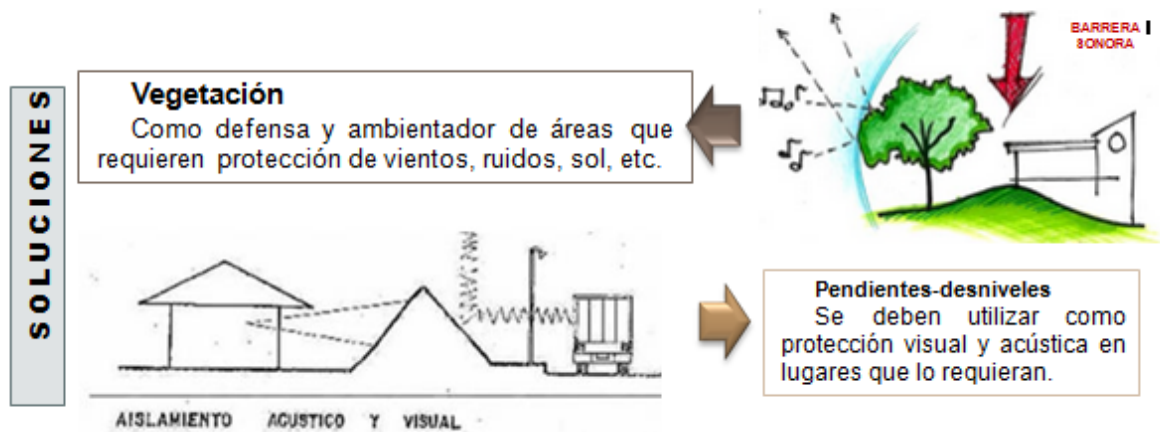 SOLUCIONES
Vegetación
Como defensa y ambientador de áreas que
requieren protección de vientos, ruidos, sol, etc.
BARRERA
SONORA
Pendientes-desniveles
Se deben utilizar como
protección visual y acústica en
lugares que lo requieran.
AISLAMIENTO ACUSTICO Y VISUAL